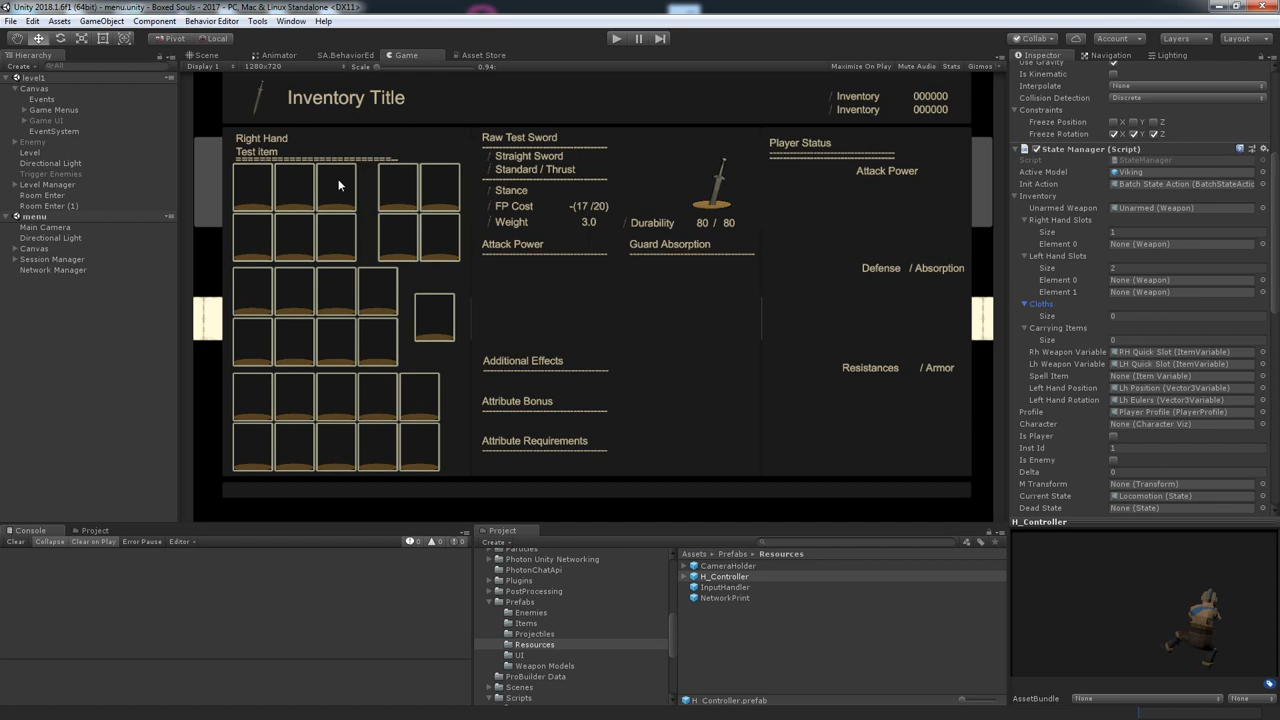 Unity 2018.1.6f1 (64bit) - menu.unity - Boxed Souls - 2017 - PC, Mac & Linux Standalone <DX11>
File Edit Assets GameObject Component Behavior Editor Tools Window Help
Pivot Local Collab Account Layers Layout
Hierarchy
Create All
level1
Canvas
Events
Game Menus
Game UI
EventSystem
Enemy
Level
Directional Light
Trigger Enemies
Level Manager
Room Enter
Room Enter (1)
menu
Main Camera
Directional Light
Canvas
Session Manager
Network Manager
Scene Animator SA.BehaviorEd Game Asset Store
Display 1 1280x720 Scale 0.94: Maximize On Play Mute Audio Stats Gizmos
Inventory Title
/ Inventory 000000
/ Inventory 000000
Right Hand
Test item
Raw Test Sword
/ Straight Sword
/ Standard / Thrust
/ Stance
/ FP Cost -(17 /20)
/ Weight 3.0
/ Durability 80 / 80
Attack Power
Guard Absorption
Additional Effects
Attribute Bonus
Attribute Requirements
Player Status
Attack Power
Defense / Absorption
Resistances / Armor
Inspector Navigation Lighting
Use Gravity
Is Kinematic
Interpolate None
Collision Detection Discrete
Constraints
Freeze Position X Y Z
Freeze Rotation X Y Z
State Manager (Script)
Script StateManager
Active Model Viking
Init Action Batch State Action (BatchStateActio
Inventory
Unarmed Weapon Unarmed (Weapon)
Right Hand Slots
Size 1
Element 0 None (Weapon)
Left Hand Slots
Size 2
Element 0 None (Weapon)
Element 1 None (Weapon)
Cloths
Size 0
Carrying Items
Size 0
Rh Weapon Variable RH Quick Slot (ItemVariable)
Lh Weapon Variable LH Quick Slot (ItemVariable)
Spell Item None (Item Variable)
Left Hand Position Lh Position (Vector3Variable)
Left Hand Rotation Lh Eulers (Vector3Variable)
Profile Player Profile (PlayerProfile)
Character None (Character Viz)
Is Player
Inst Id 1
Is Enemy
Delta 0
M Transform None (Transform)
Current State Locomotion (State)
Dead State None (State)
H_Controller
AssetBundle None None
Console Project
Clear Collapse Clear on Play Error Pause Editor 0 0 0
Project
Create
Particles
Photon Unity Networking
PhotonChatApi
Plugins
PostProcessing
Prefabs
Enemies
Items
Projectiles
Resources
UI
Weapon Models
ProBuilder Data
Scenes
Scripts
Assets Prefabs Resources
CameraHolder
H_Controller
InputHandler
NetworkPrint
H_Controller.prefab